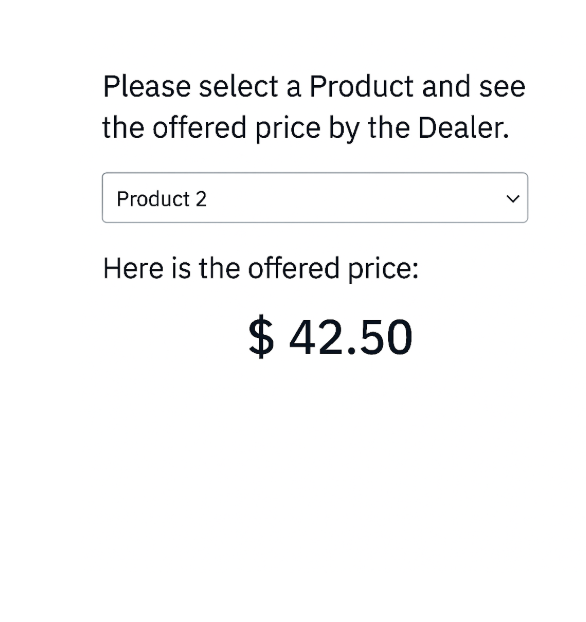 Please select a Product and see
the offered price by the Dealer.
Product 2
Here is the offered price:
$ 42.50